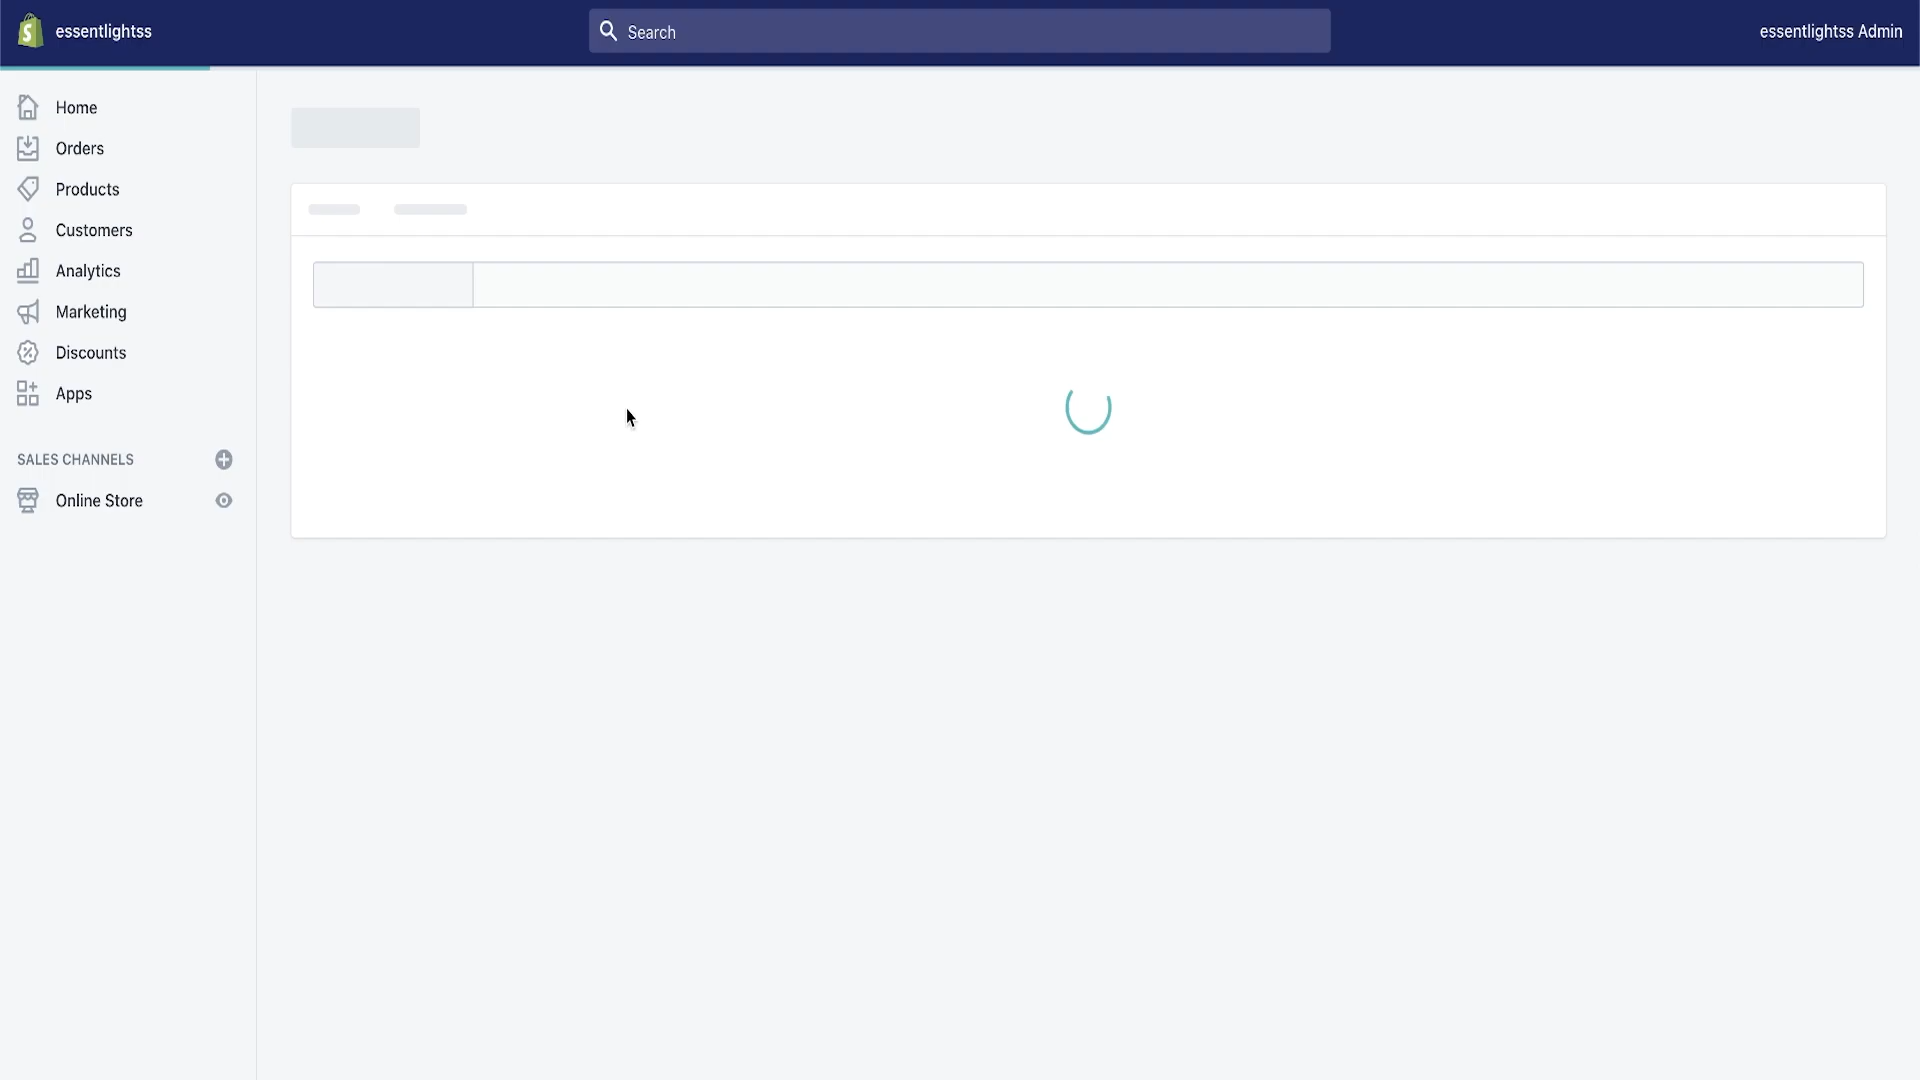 essentlightss
Search
essentlightss Admin
Home
Orders
Products
Customers
Analytics
Marketing
Discounts
Apps
SALES CHANNELS
Online Store